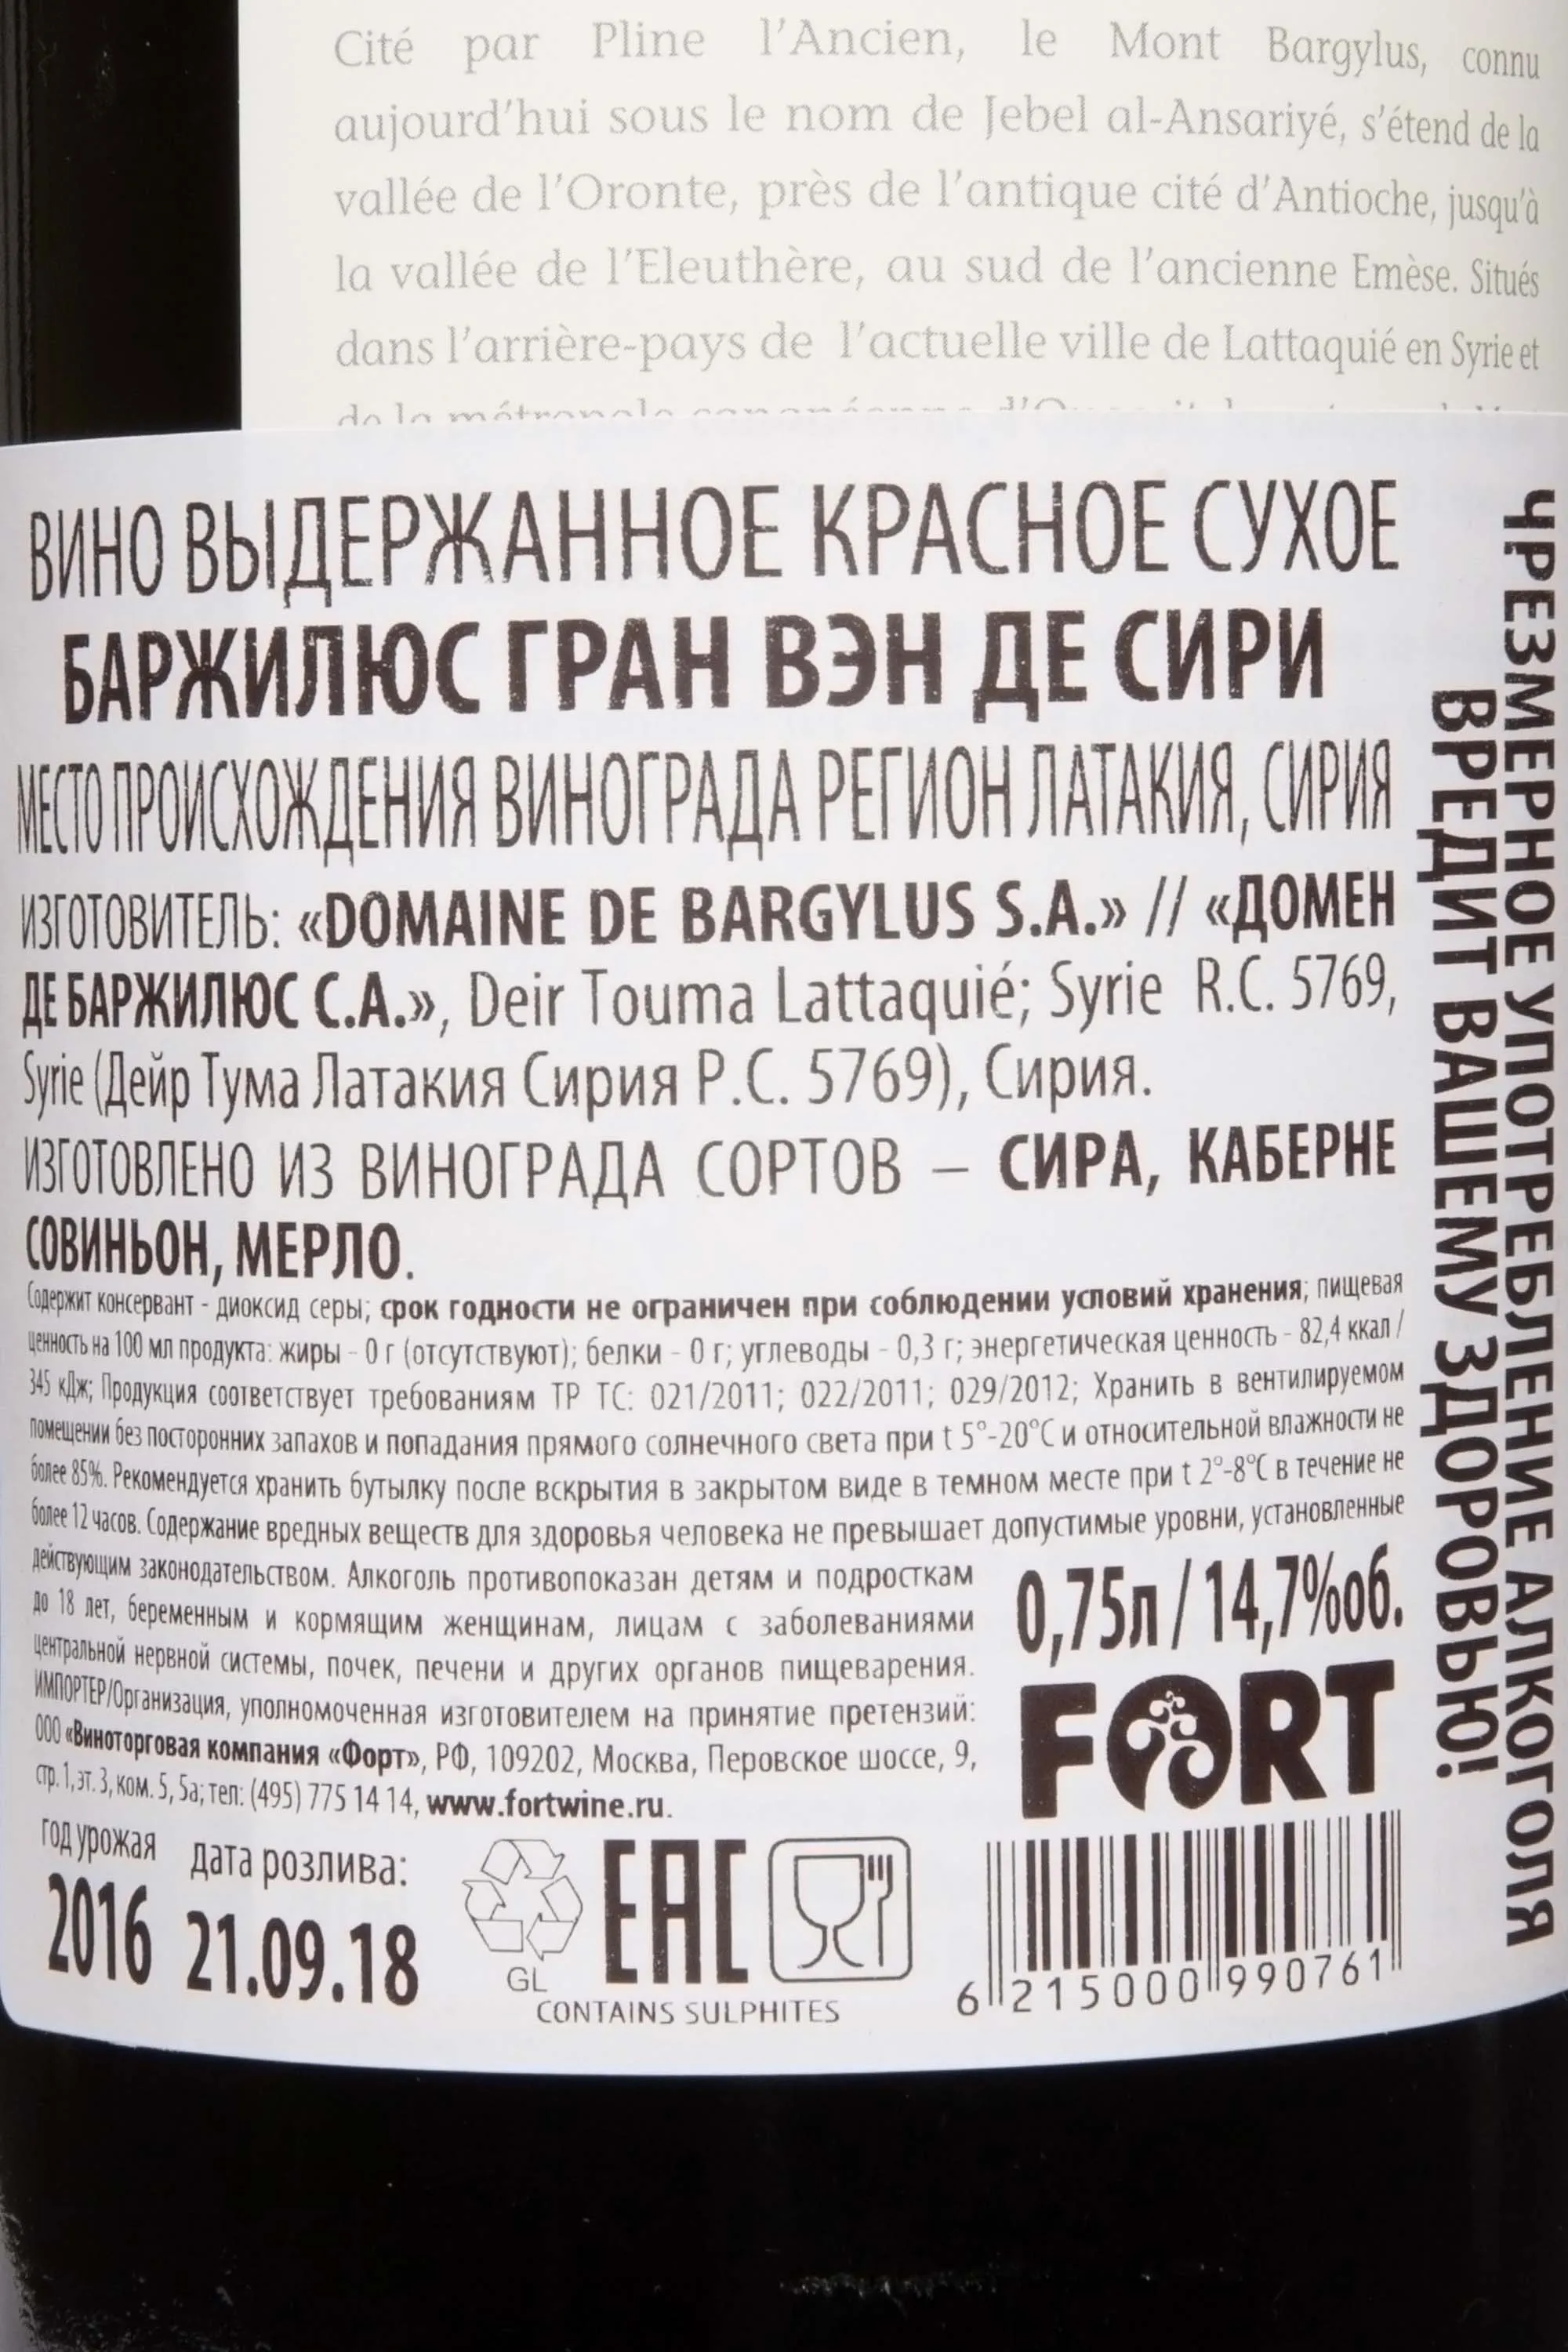 Cité par Pline l'Ancien, le Mont Bargylus, connu
aujourd'hui sous le nom de Jebel al-Ansariyé, s'étend de la
vallée de l'Oronte, près de l'antique cité d'Antioche, jusqu'à
la vallée de l'Eleuthère, au sud de l'ancienne Emèse. Situés
dans l'arrière-pays de l'actuelle ville de Lattaquié en Syrie et
ВИНО ВЫДЕРЖАННОЕ КРАСНОЕ СУХОЕ
БАРЖИЛЮС ГРАН ВЭН ДЕ СИРИ
МЕСТО ПРОИСХОЖДЕНИЯ ВИНОГРАДА РЕГИОН ЛАТАКИЯ, СИРИЯ
ИЗГОТОВИТЕЛЬ: «DOMAINE DE BARGYLUS S.A.» // «ДОМЕН
ДЕ БАРЖИЛЮС С.А.», Deir Touma Lattaquié; Syrie R.C. 5769,
Syrie (Дейр Тума Латакия Сирия Р.С. 5769), Сирия.
ИЗГОТОВЛЕНО ИЗ ВИНОГРАДА СОРТОВ – СИРА, КАБЕРНЕ
СОВИНЬОН, МЕРЛО.
Содержит консервант - диоксид серы; срок годности не ограничен при соблюдении условий хранения; пищевая
ценность на 100 мл продукта: жиры - 0 г (отсутствуют); белки - 0 г; углеводы - 0,3 г; энергетическая ценность - 82,4 ккал /
345 кДж; Продукция соответствует требованиям ТР ТС: 021/2011; 022/2011; 029/2012; Хранить в вентилируемом
помещении без посторонних запахов и попадания прямого солнечного света при t 5°-20°С и относительной влажности не
более 85%. Рекомендуется хранить бутылку после вскрытия в закрытом виде в темном месте при t 2°-8°С в течение не
более 12 часов. Содержание вредных веществ для здоровья человека не превышает допустимые уровни, установленные
действующим законодательством. Алкоголь противопоказан детям и подросткам
до 18 лет, беременным и кормящим женщинам, лицам с заболеваниями
центральной нервной системы, почек, печени и других органов пищеварения.
ИМПОРТЕР/Организация, уполномоченная изготовителем на принятие претензий:
ООО «Виноторговая компания «Форт», РФ, 109202, Москва, Перовское шоссе, 9,
стр. 1, эт. 3, ком. 5, 5а; тел: (495) 775 14 14, www.fortwine.ru.
0,75л / 14,7%об.
FORT
год урожая
2016
дата розлива:
21.09.18
GL
EAC
CONTAINS SULPHITES
6 215000 990761
ЧРЕЗМЕРНОЕ УПОТРЕБЛЕНИЕ АЛКОГОЛЯ
ВРЕДИТ ВАШЕМУ ЗДОРОВЬЮ!